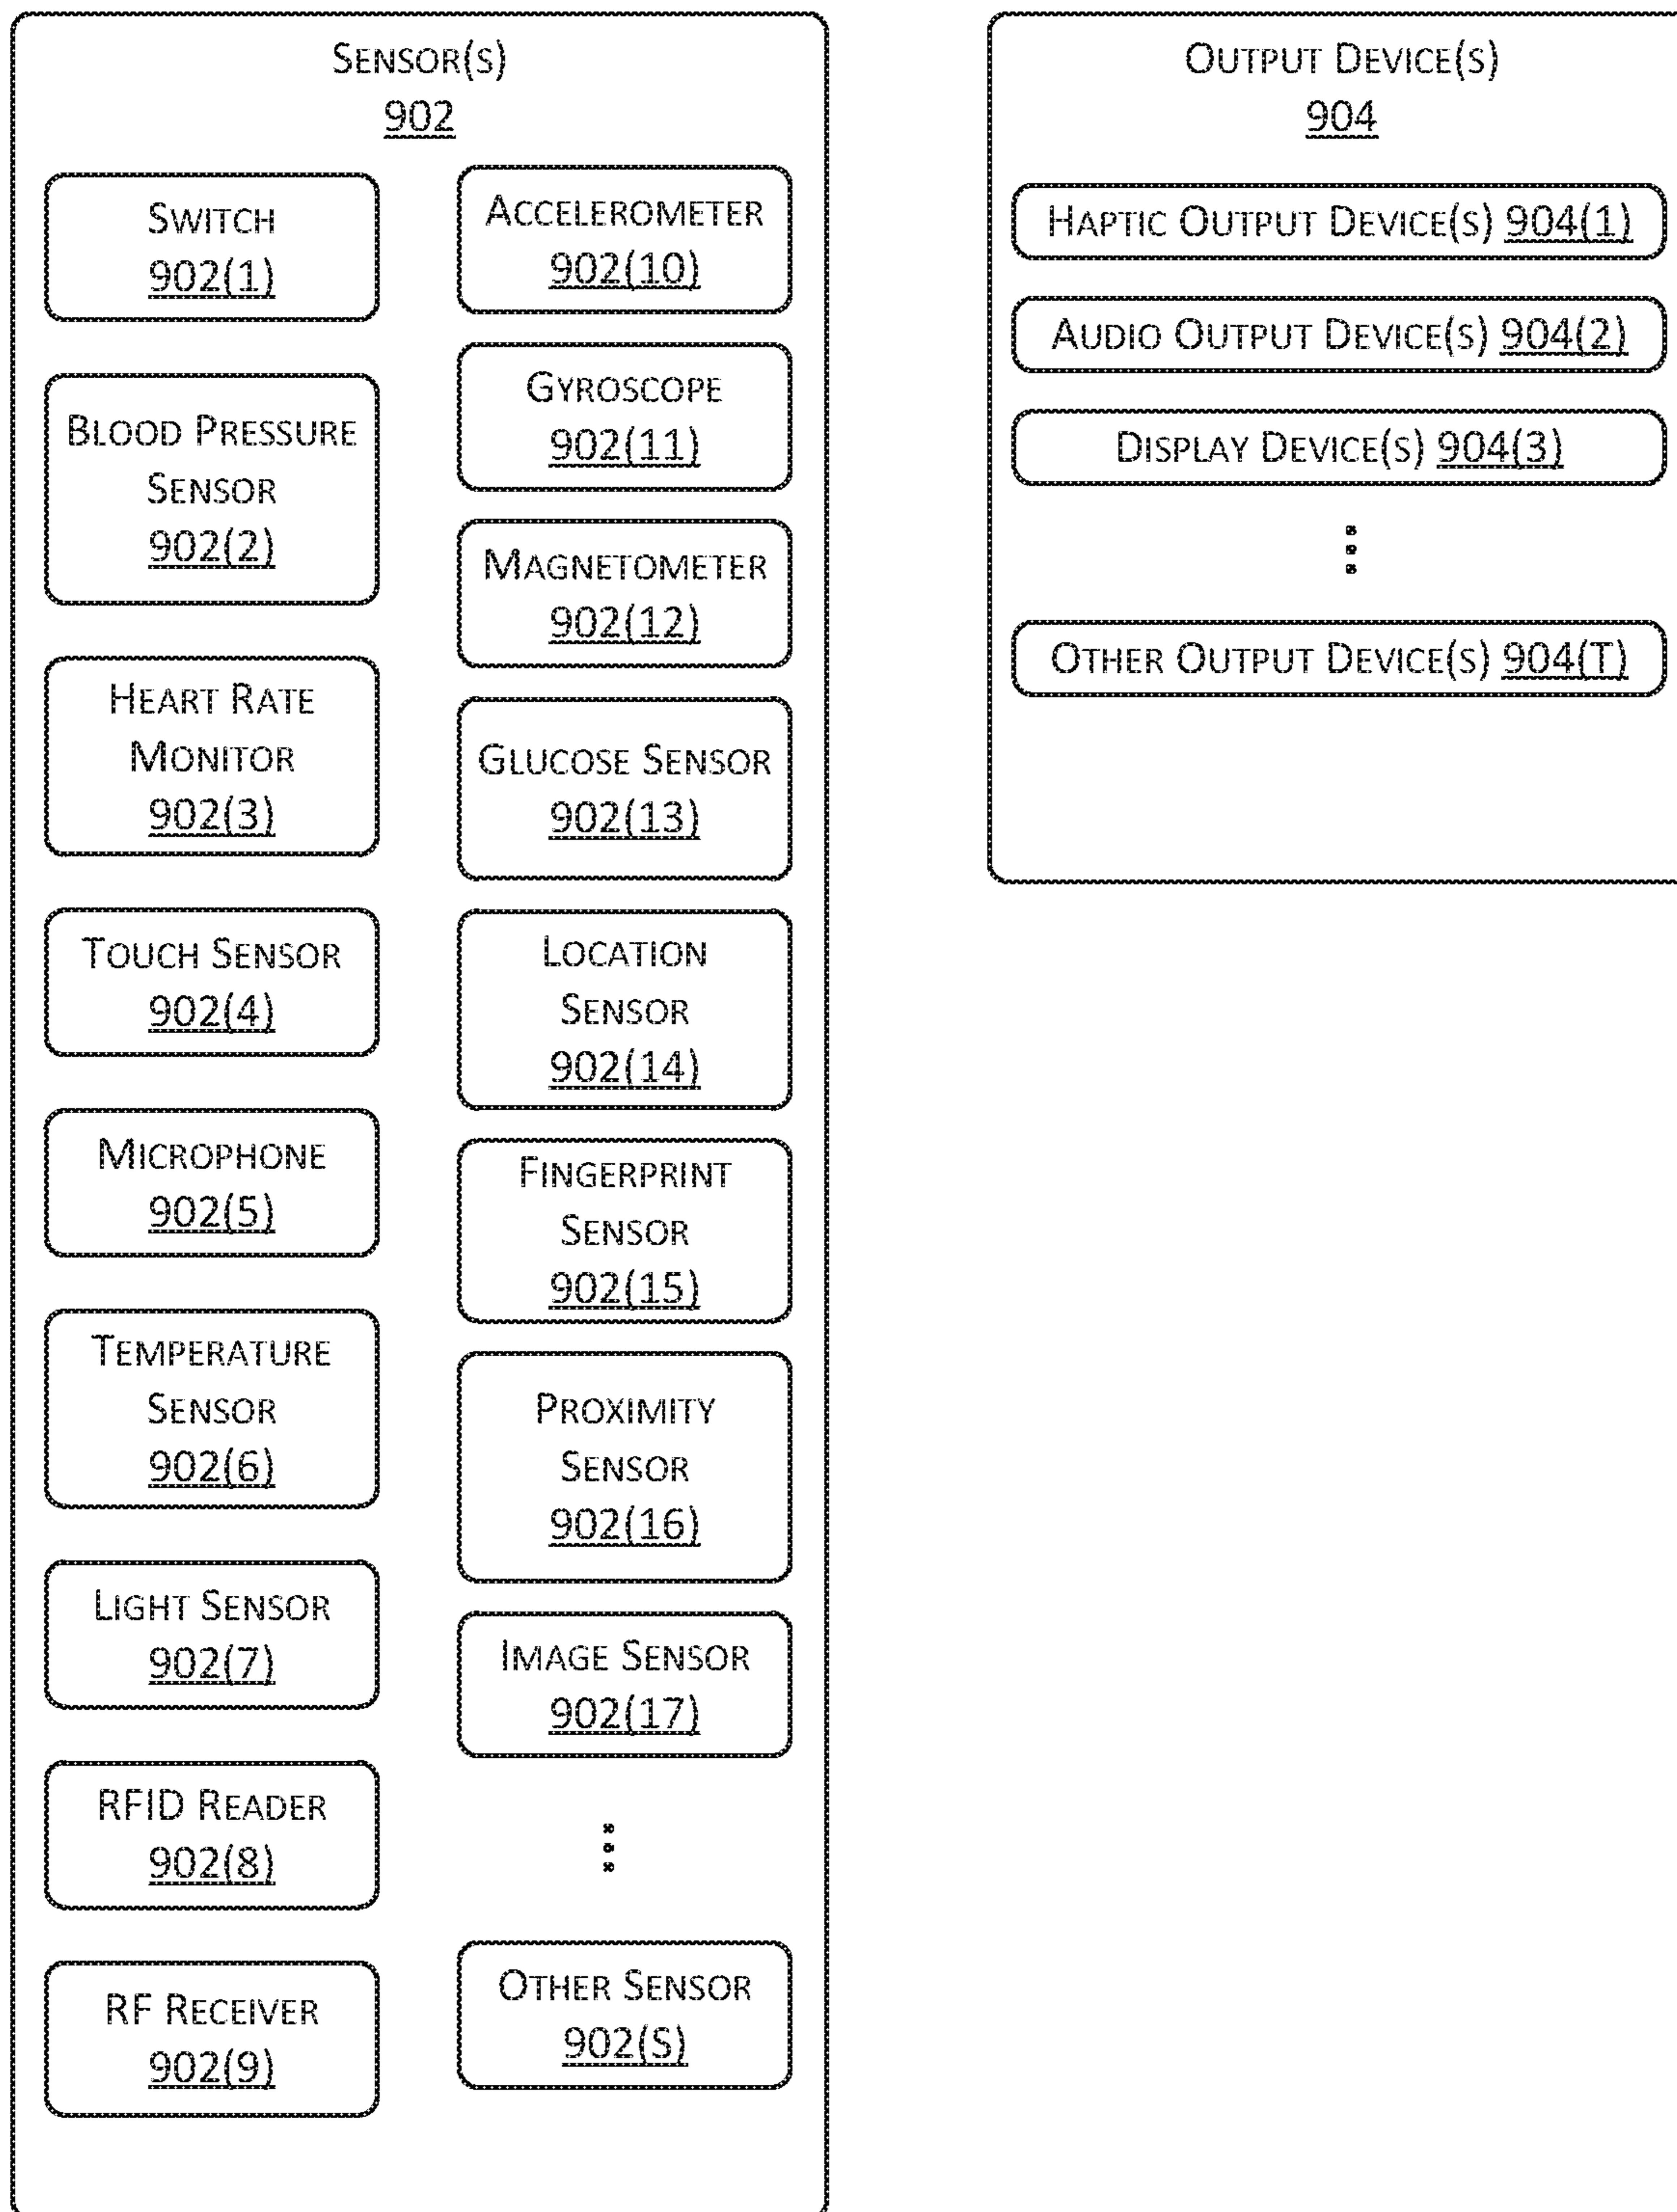 SENSOR(S)
902
SWITCH
902(1)
BLOOD PRESSURE
SENSOR
902(2)
HEART RATE
MONITOR
902(3)
TOUCH SENSOR
902(4)
MICROPHONE
902(5)
TEMPERATURE
SENSOR
902(6)
LIGHT SENSOR
902(7)
RFID READER
902(8)
RF RECEIVER
902(9)
ACCELEROMETER
902(10)
GYROSCOPE
902(11)
MAGNETOMETER
902(12)
GLUCOSE SENSOR
902(13)
LOCATION
SENSOR
902(14)
FINGERPRINT
SENSOR
902(15)
PROXIMITY
SENSOR
902(16)
IMAGE SENSOR
902(17)
OTHER SENSOR
902(S)
OUTPUT DEVICE(S)
904
HAPTIC OUTPUT DEVICE(S) 904(1)
AUDIO OUTPUT DEVICE(S) 904(2)
DISPLAY DEVICE(S) 904(3)
OTHER OUTPUT DEVICE(S) 904(T)